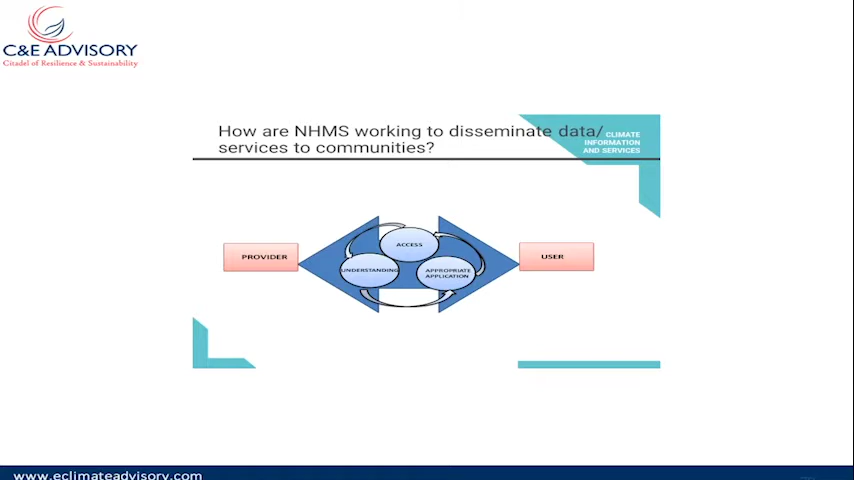 C&E ADVISORY
Citadel of Resilience & Sustainability
How are NHMS working to disseminate data/
services to communities?
CLIMATE
INFORMATION
AND SERVICES
PROVIDER
ACCESS
UNDERSTANDING
APPROPRIATE
APPLICATION
USER
www.eclimateadvisory.com